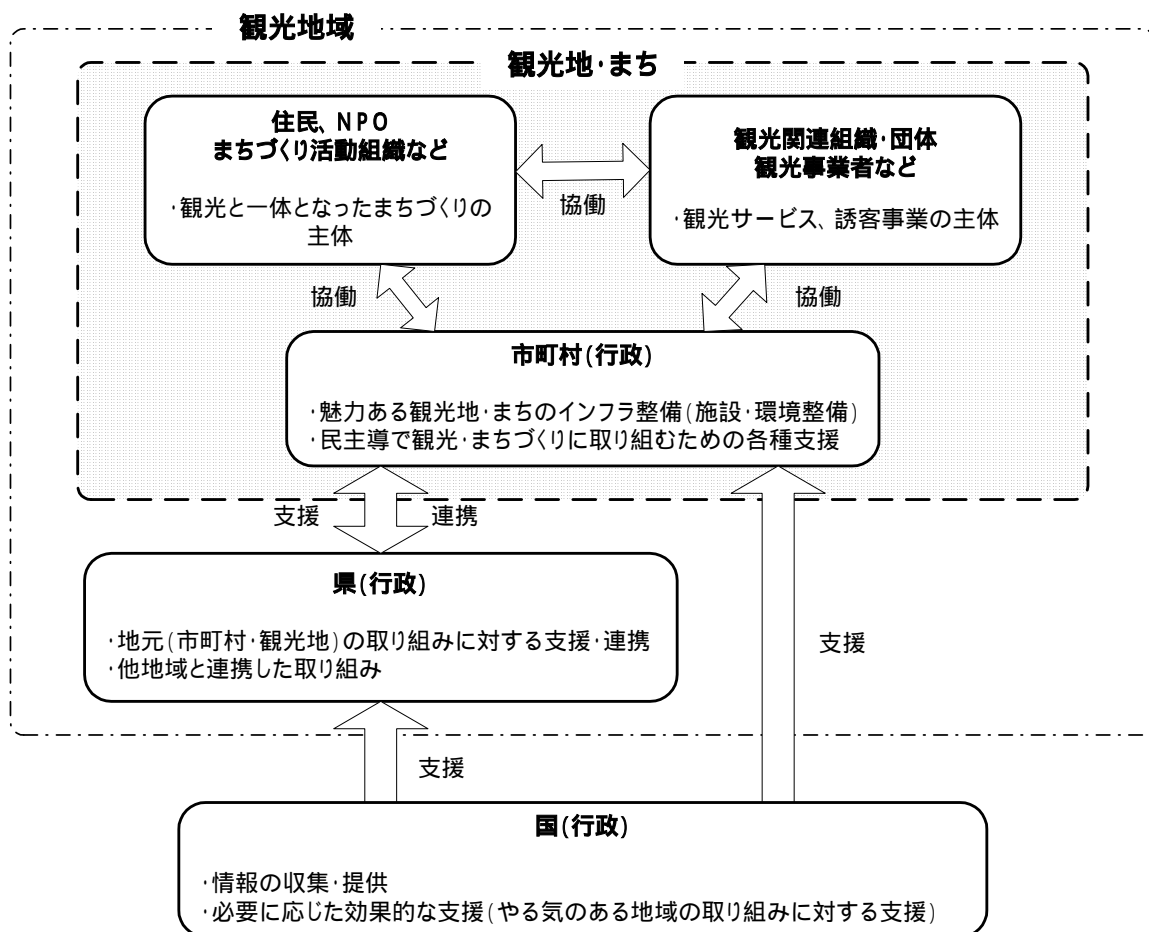 観光地域
観光地・まち
住民、NPO
まちづくり活動組織など
・観光と一体となったまちづくりの
主体
協働
観光関連組織・団体
観光事業者など
・観光サービス、誘客事業の主体
協働
協働
市町村(行政)
・魅力ある観光地・まちのインフラ整備(施設・環境整備)
・民主導で観光・まちづくりに取り組むための各種支援
支援
連携
県(行政)
・地元(市町村・観光地)の取り組みに対する支援・連携
・他地域と連携した取り組み
支援
支援
国(行政)
・情報の収集・提供
・必要に応じた効果的な支援(やる気のある地域の取り組みに対する支援)